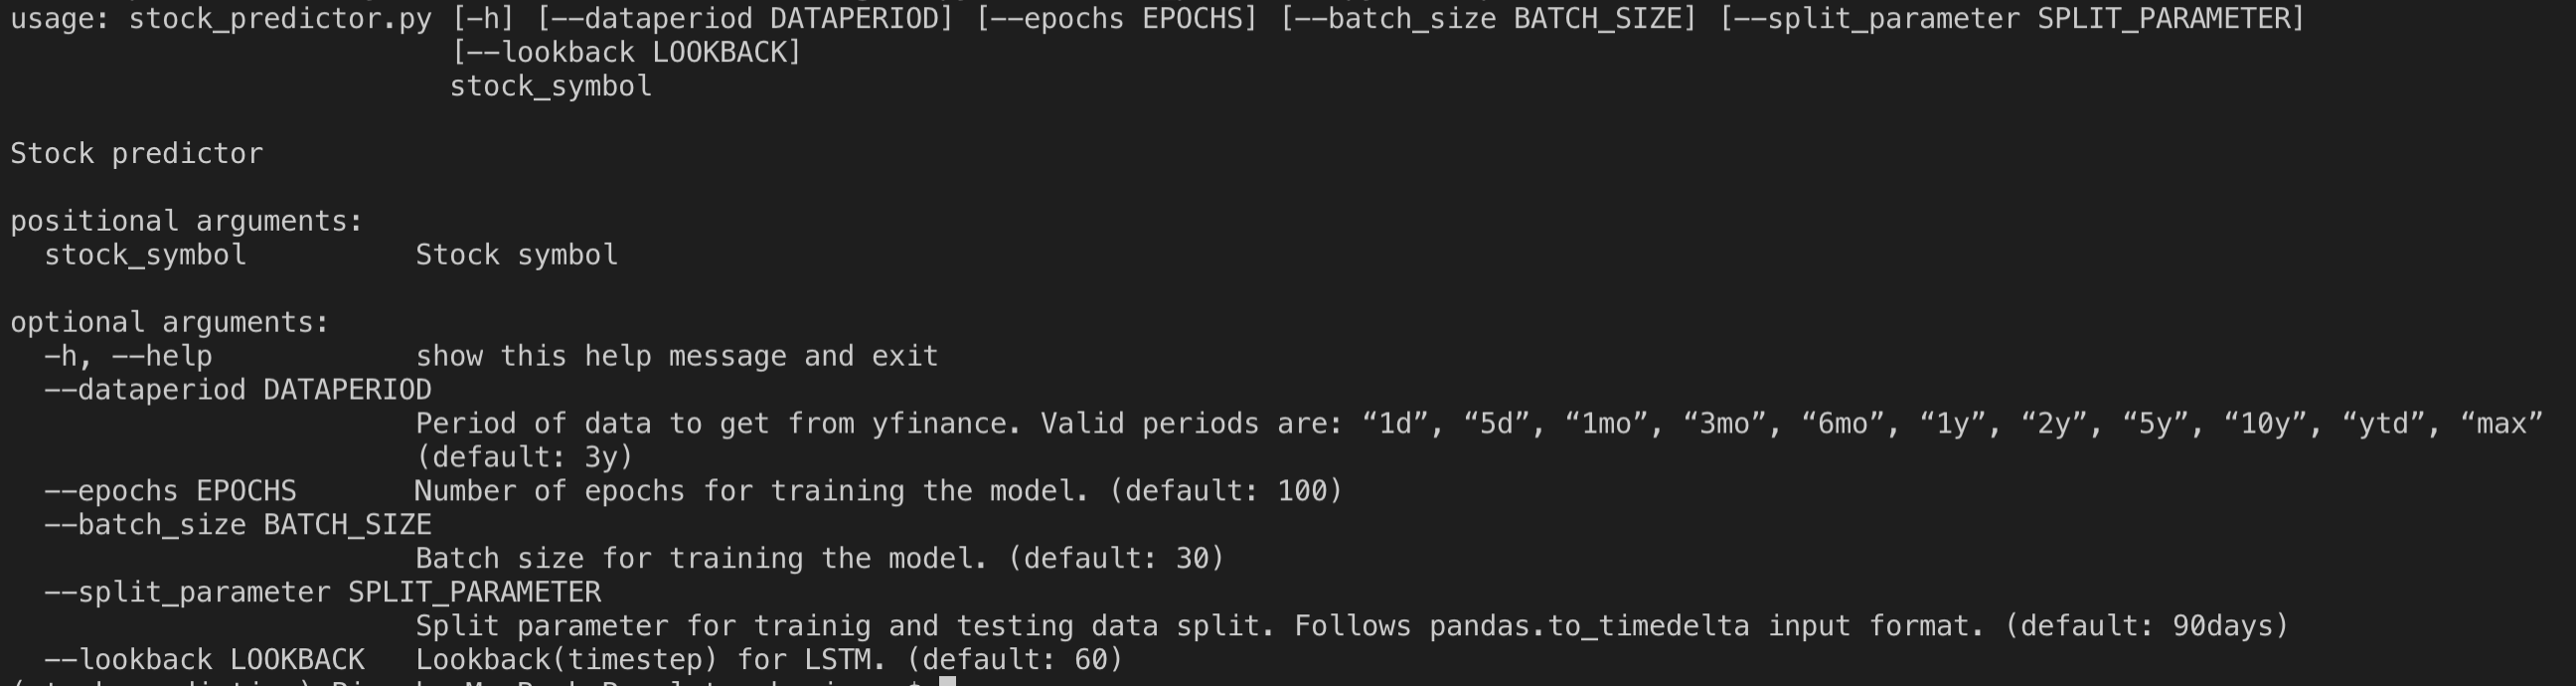 usage: stock_predictor.py [-h] [--dataperiod DATAPERIOD] [--epochs EPOCHS] [--batch_size BATCH_SIZE] [--split_parameter SPLIT_PARAMETER]
[--lookback LOOKBACK]
stock_symbol
Stock predictor
positional arguments:
stock_symbol Stock symbol
optional arguments:
-h, --help show this help message and exit
--dataperiod DATAPERIOD
Period of data to get from yfinance. Valid periods are: “1d”, “5d”, “1mo”, “3mo”, “6mo”, “1y”, “2y”, “5y”, “10y”, “ytd”, “max”
(default: 3y)
--epochs EPOCHS Number of epochs for training the model. (default: 100)
--batch_size BATCH_SIZE
Batch size for training the model. (default: 30)
--split_parameter SPLIT_PARAMETER
Split parameter for trainig and testing data split. Follows pandas.to_timedelta input format. (default: 90days)
--lookback LOOKBACK Lookback(timestep) for LSTM. (default: 60)